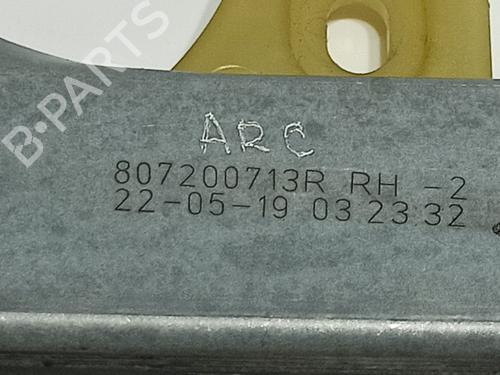 B-PARTS
ARC
807200713R RH -2
22-05-19 03 23 32